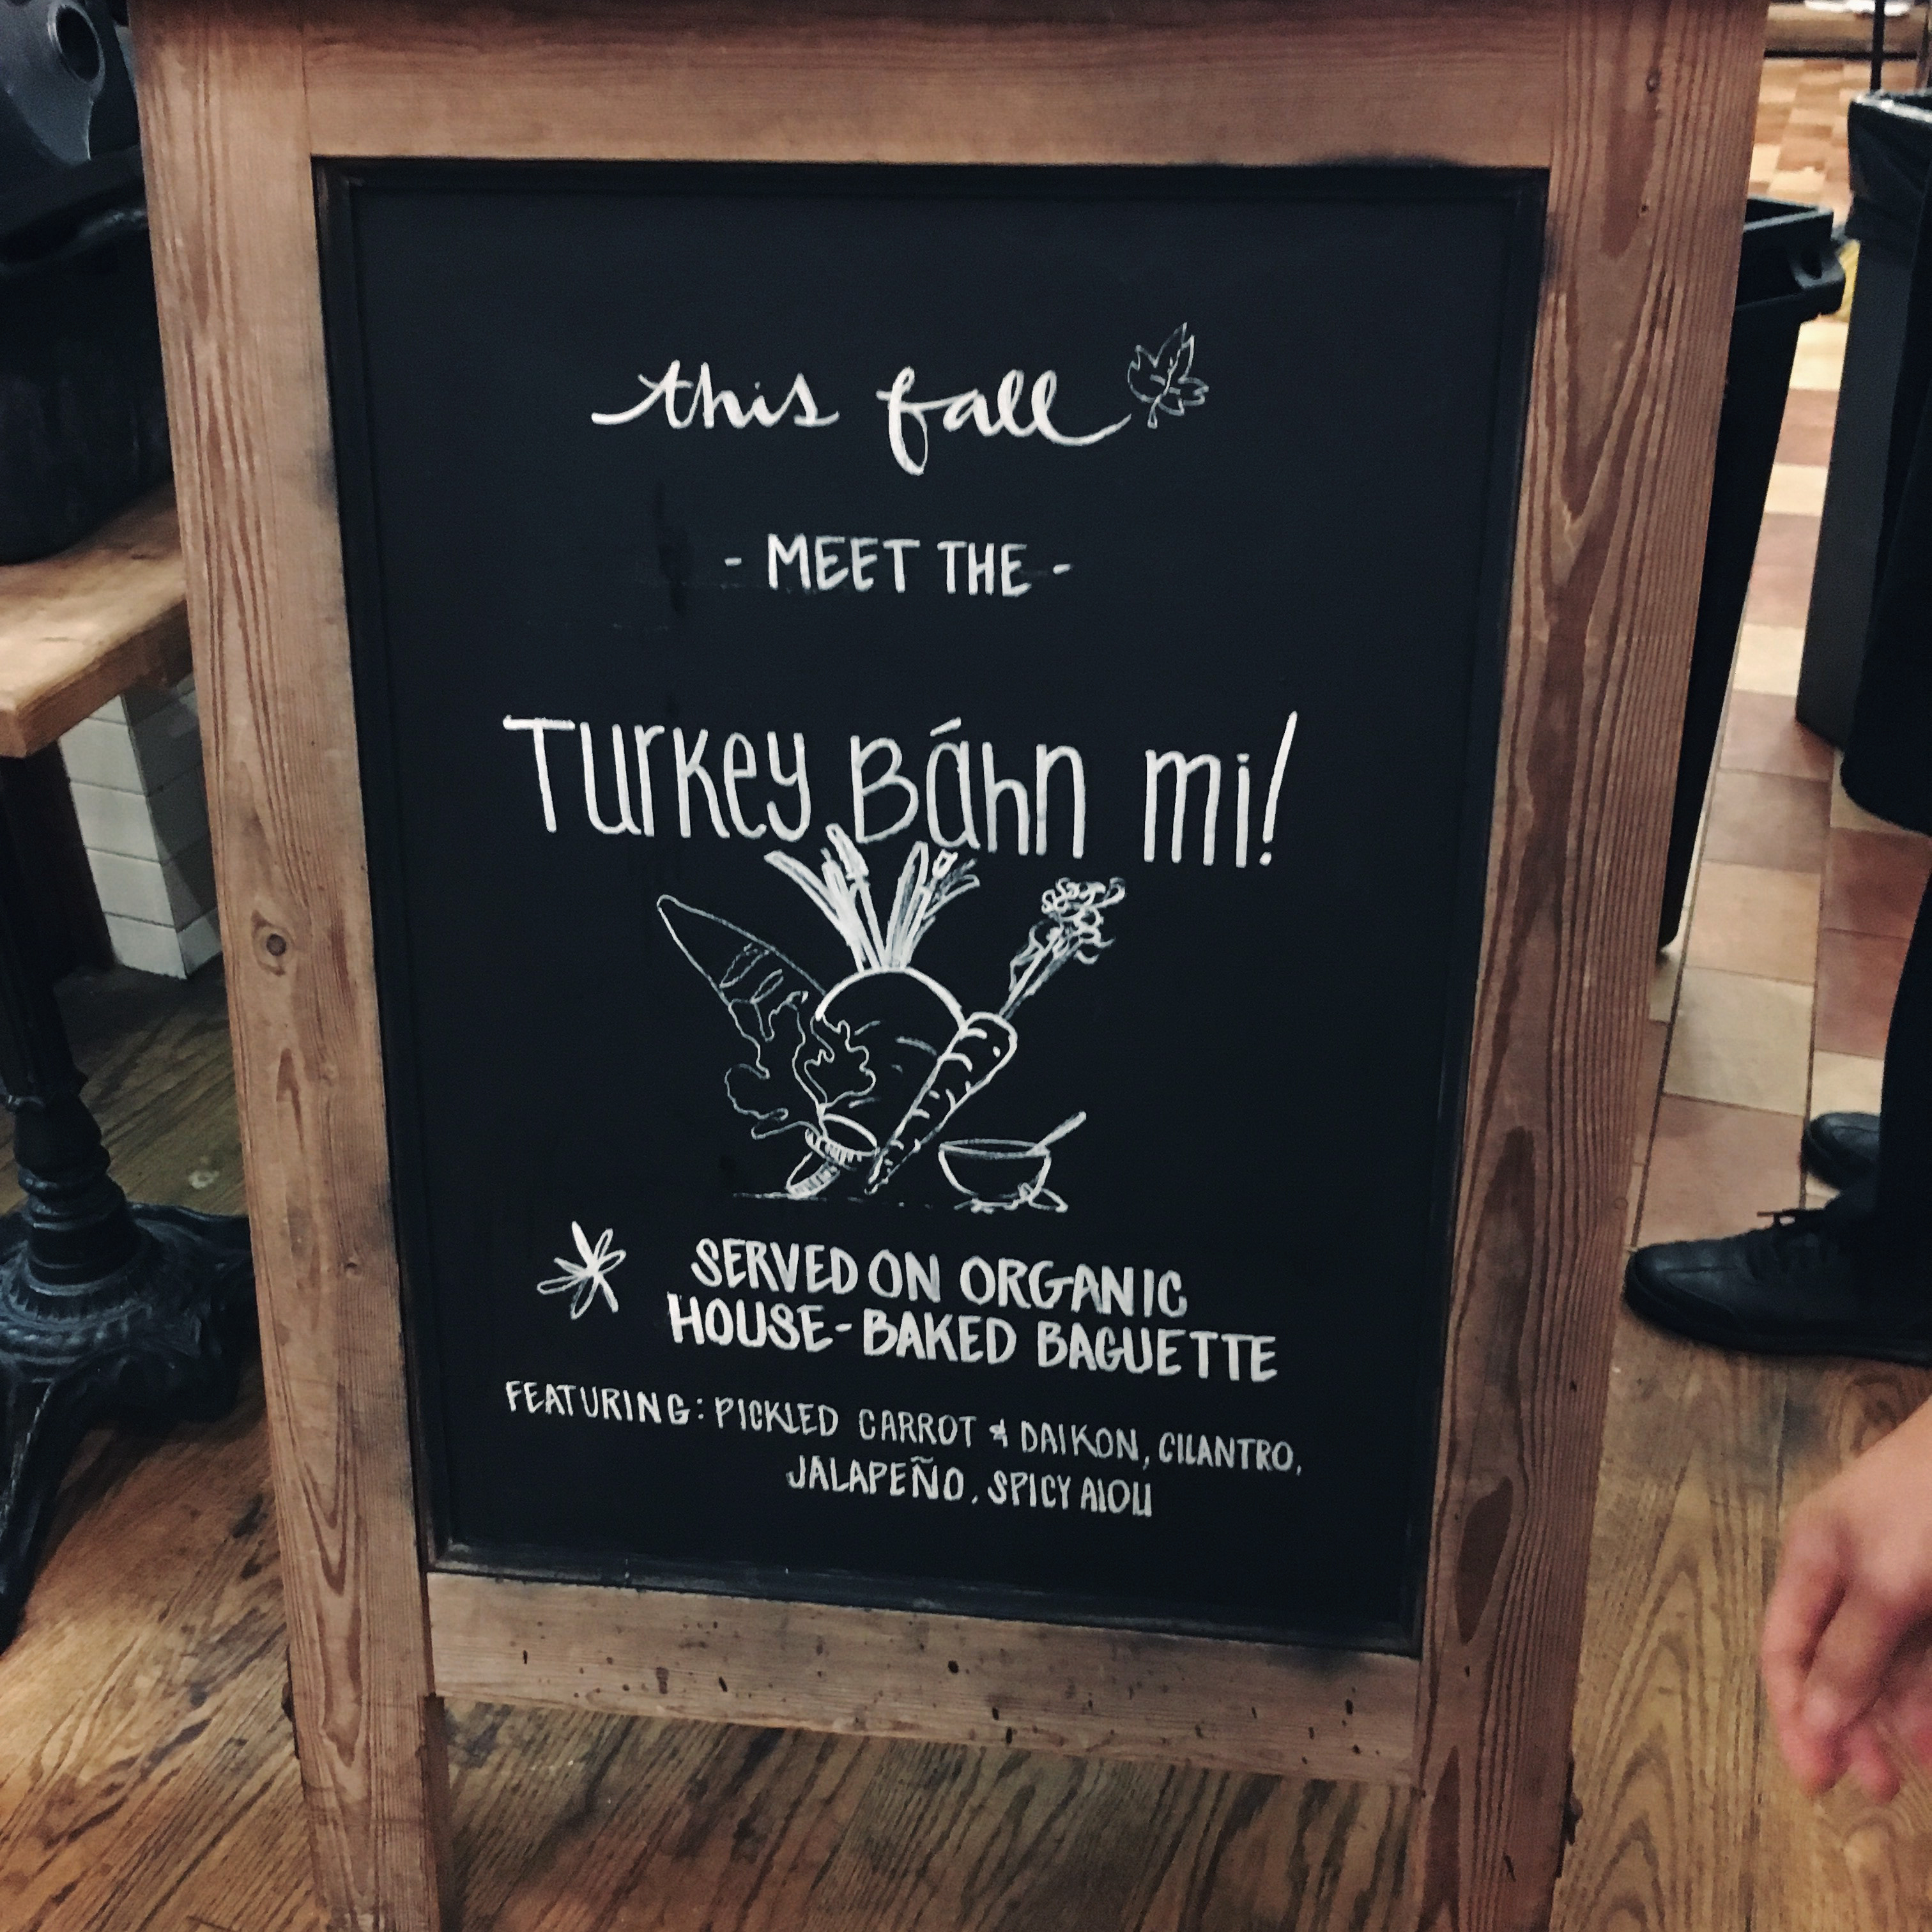 this fall
- MEET THE -
Turkey Báhn mi!
SERVED ON ORGANIC
HOUSE-BAKED BAGUETTE
FEATURING: PICKLED CARROT & DAIKON, CILANTRO,
JALAPEÑO, SPICY AIOLI